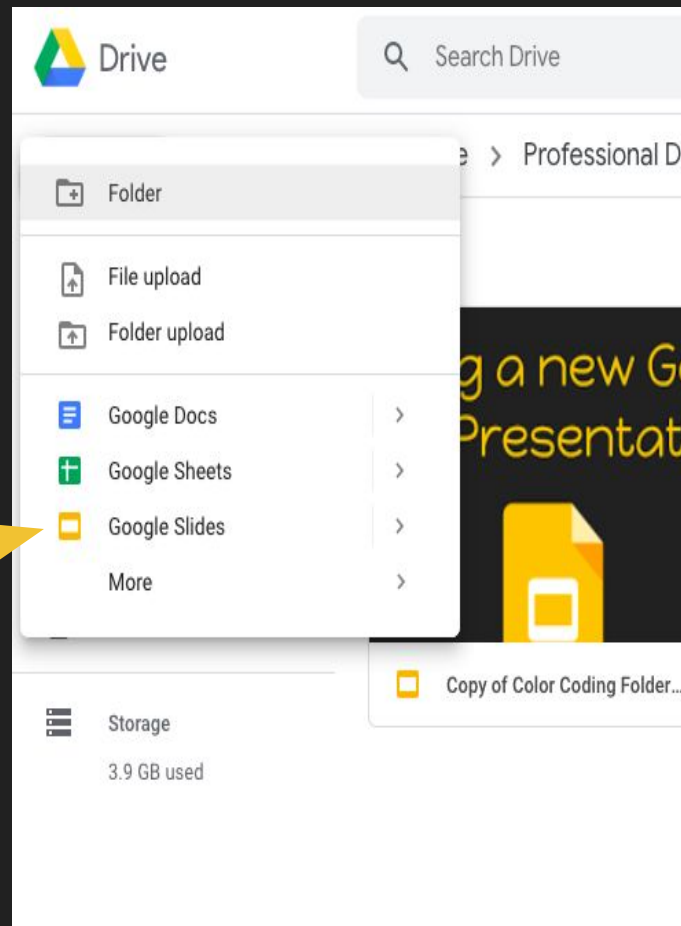 Drive
Search Drive
e > Professional D
Folder
File upload
Folder upload
Google Docs
Google Sheets
Google Slides
More
g a new G
Presentat
Copy of Color Coding Folder...
Storage
3.9 GB used